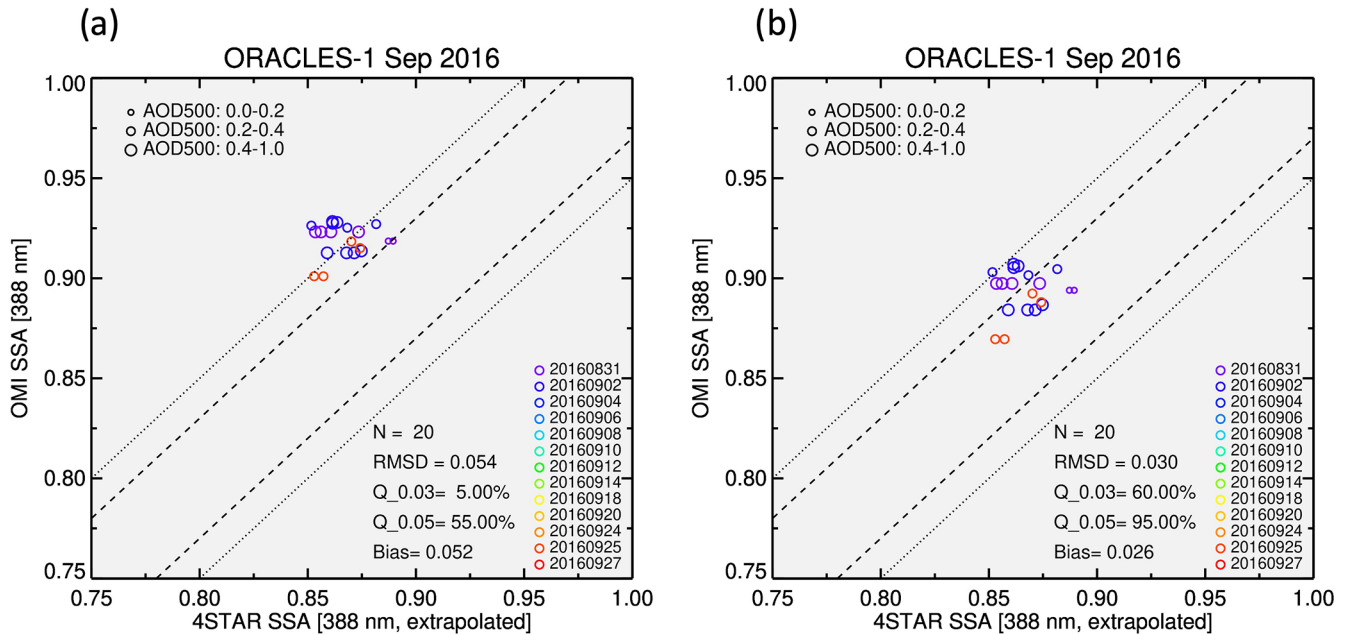 (a)
ORACLES-1 Sep 2016
1.00
0.95
0.90
0.85
0.80
0.75
OMI SSA [388 nm]
AOD500: 0.0-0.2
AOD500: 0.2-0.4
AOD500: 0.4-1.0
N = 20
RMSD = 0.054
Q_0.03= 5.00%
Q_0.05= 55.00%
Bias= 0.052
20160831
20160902
20160904
20160906
20160908
20160910
20160912
20160914
20160918
20160920
20160924
20160925
20160927
0.75 0.80 0.85 0.90 0.95 1.00
4STAR SSA [388 nm, extrapolated]
(b)
ORACLES-1 Sep 2016
1.00
0.95
0.90
0.85
0.80
0.75
OMI SSA [388 nm]
AOD500: 0.0-0.2
AOD500: 0.2-0.4
AOD500: 0.4-1.0
N = 20
RMSD = 0.030
Q_0.03= 60.00%
Q_0.05= 95.00%
Bias= 0.026
20160831
20160902
20160904
20160906
20160908
20160910
20160912
20160914
20160918
20160920
20160924
20160925
20160927
0.75 0.80 0.85 0.90 0.95 1.00
4STAR SSA [388 nm, extrapolated]